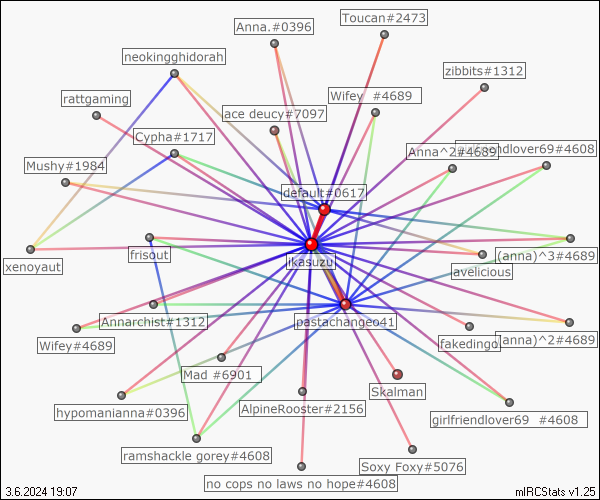 Toucan#2473
Anna.#0396
neokingghidorah
zibbits#1312
rattgaming
Wifey #4689
ace deucy#7097
Cypha#1717
girlfriendlover69#4608
Anna^2#4689
Mushy#1984
default#0617
frisout
(anna)^3#4689
ikasuzu
xenoyaut
avelicious
Annarchist#1312
pastachangeo41
(anna)^2#4689
Wifey#4689
fakedingo
Mad #6901
Skalman
hypomanianna#0396
AlpineRooster#2156
girlfriendlover69 #4608
ramshackle gorey#4608
Soxy Foxy#5076
no cops no laws no hope#4608
3.6.2024 19:07
mIRCStats v1.25